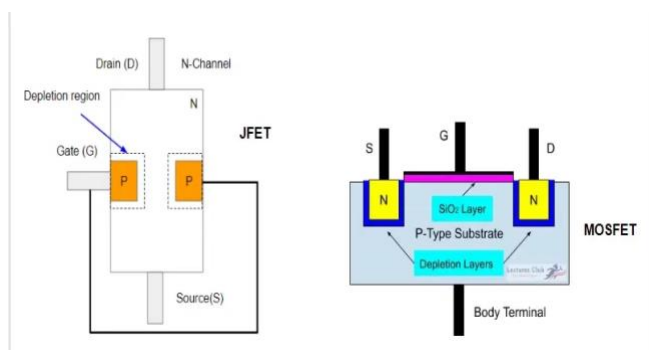 Drain (D)
N-Channel
Depletion region
N
Gate (G)
P
P
JFET
Source(S)
S
G
D
N
N
SiO₂ Layer
P-Type Substrate
Depletion Layers
MOSFET
Body Terminal